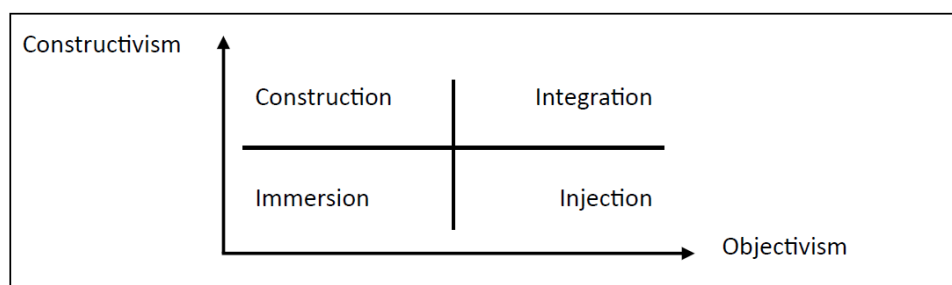 Constructivism
Construction Integration
Immersion Injection
Objectivism